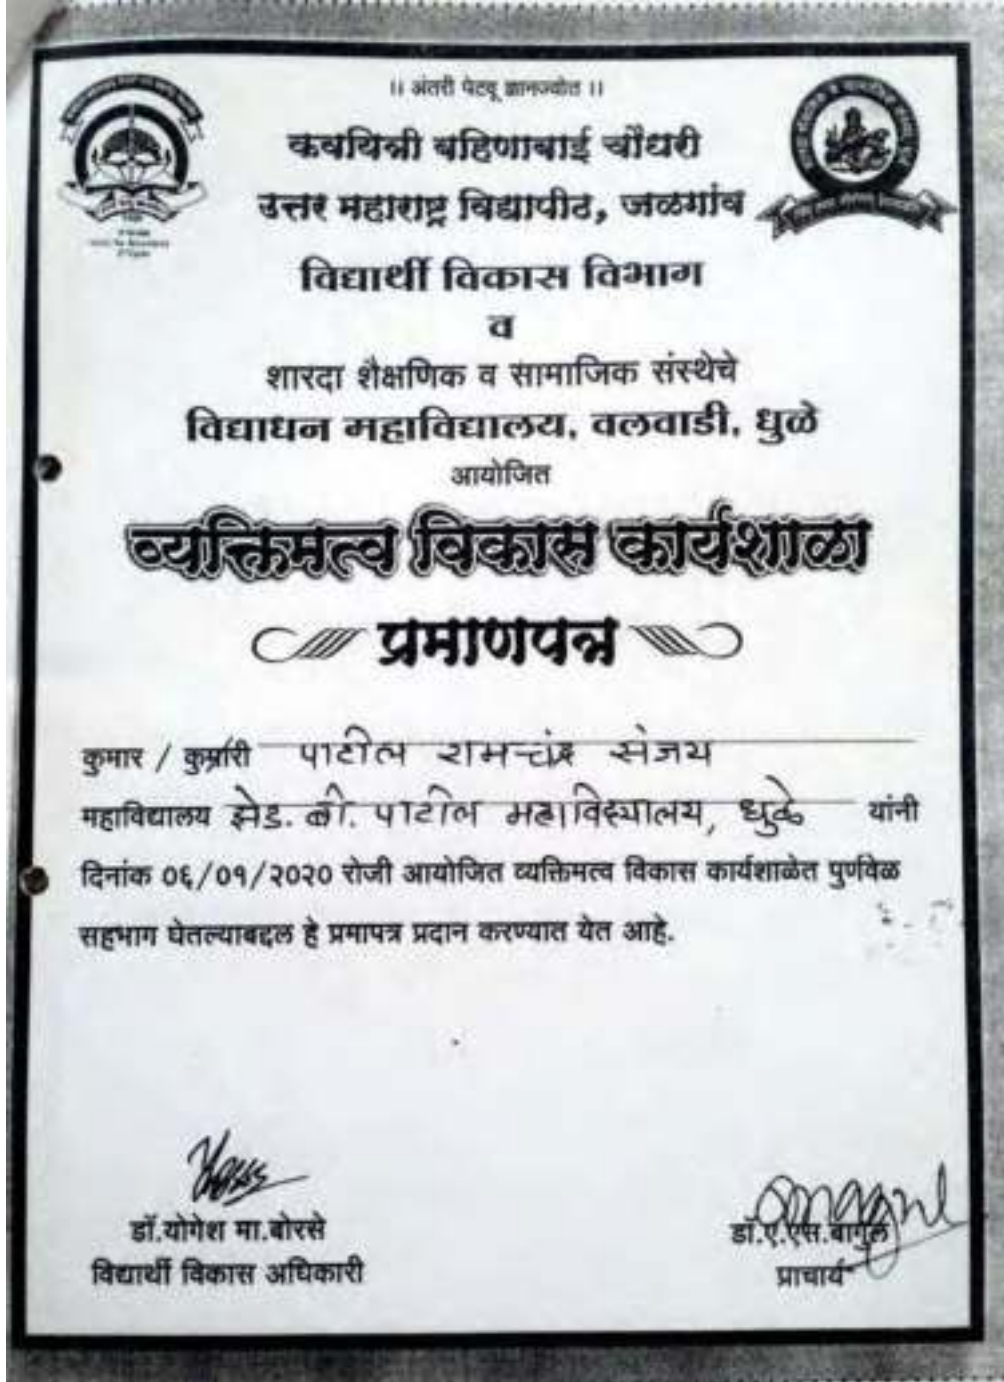 ।। अंतरी पेटवू ज्ञानज्योत ।।
कवयित्री बहिणाबाई चौधरी
उत्तर महाराष्ट्र विद्यापीठ, जळगांव
विद्यार्थी विकास विभाग
व
शारदा शैक्षणिक व सामाजिक संस्थेचे
विद्याधन महाविद्यालय, वलवाडी, धुळे
आयोजित
व्यक्तिमत्व विकास कार्यशाळा
प्रमाणपत्र
कुमार / कुमारी पाटील रामचंद्र संजय
महाविद्यालय झेड. बी. पाटील महाविद्यालय, धुळे यांनी
दिनांक ०६/०१/२०२० रोजी आयोजित व्यक्तिमत्व विकास कार्यशाळेत पुर्णवेळ
सहभाग घेतल्याबद्दल हे प्रमापत्र प्रदान करण्यात येत आहे.
डॉ.योगेश मा.बोरसे
विद्यार्थी विकास अधिकारी
डॉ.ए.एस.बागुल
प्राचार्य